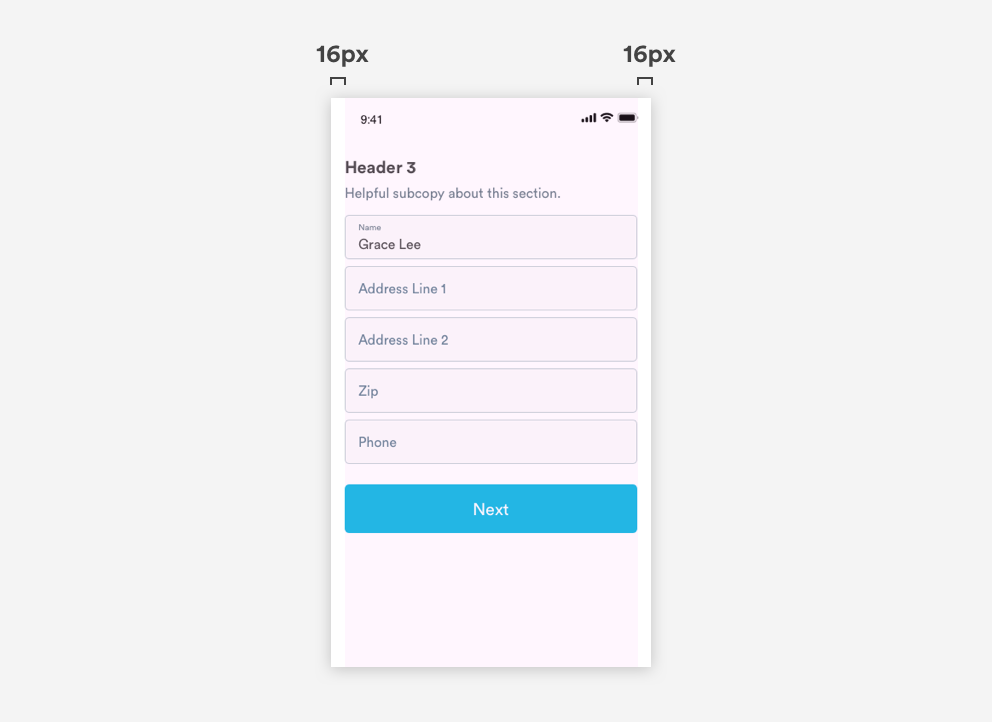 16px 16px
9:41
Header 3
Helpful subcopy about this section.
Name
Grace Lee
Address Line 1
Address Line 2
Zip
Phone
Next